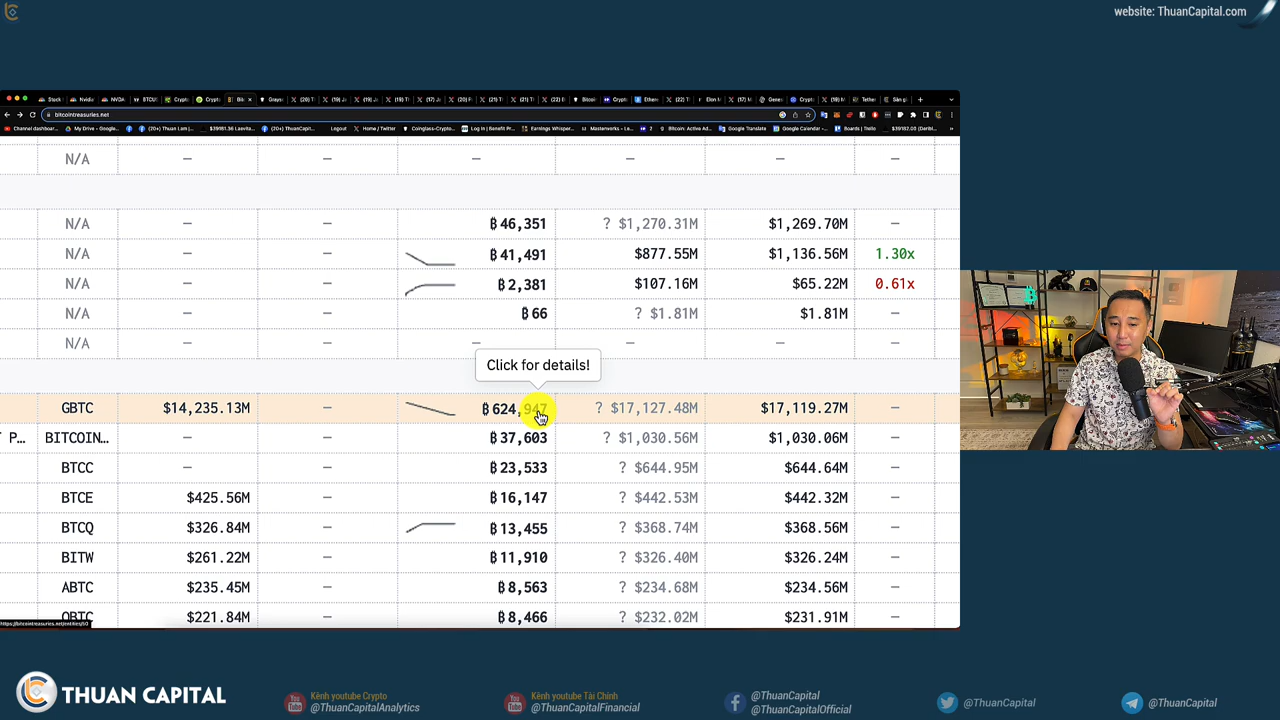 website: ThuanCapital.com
bitcointreasuries.net
N/A – – – – – –
N/A – – ₿ 46,351 ? $1,270.31M $1,269.70M –
N/A – – ₿ 41,491 $877.55M $1,136.56M 1.30x
N/A – – ₿ 2,381 $107.16M $65.22M 0.61x
N/A – – ₿ 66 ? $1.81M $1.81M –
N/A – – – – – –
Click for details!
GBTC $14,235.13M – ₿ 624,947 ? $17,127.48M $17,119.27M –
T P... BITCOIN... – – ₿ 37,603 ? $1,030.56M $1,030.06M –
BTCC – – ₿ 23,533 ? $644.95M $644.64M –
BTCE $425.56M – ₿ 16,147 ? $442.53M $442.32M –
BTCQ $326.84M – ₿ 13,455 ? $368.74M $368.56M –
BITW $261.22M – ₿ 11,910 ? $326.40M $326.24M –
ABTC $235.45M – ₿ 8,563 ? $234.68M $234.56M –
QBTC $221.84M – ₿ 8,466 ? $232.02M $231.91M –
THUAN CAPITAL
Kênh youtube Crypto
@ThuanCapitalAnalytics
Kênh youtube Tài Chính
@ThuanCapitalFinancial
@ThuanCapital
@ThuanCapitalOfficial
@ThuanCapital
@ThuanCapital